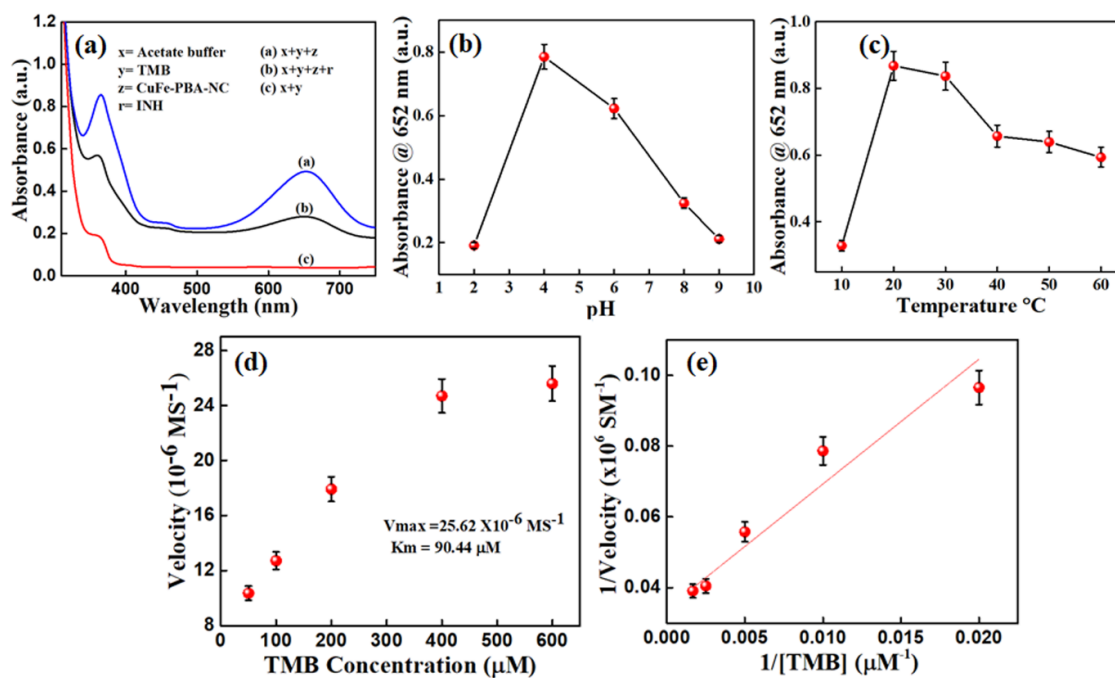 (a)
x= Acetate buffer (a) x+y+z
y= TMB (b) x+y+z+r
z= CuFe-PBA-NC (c) x+y
r= INH
(a)
(b)
(c)
1.2
1.0
0.8
0.6
0.4
0.2
0.0
Absorbance (a.u.)
400 500 600 700
Wavelength (nm)
(b)
0.8
0.6
0.4
0.2
Absorbance @ 652 nm (a.u.)
1 2 3 4 5 6 7 8 9 10
pH
(c)
1.0
0.8
0.6
0.4
Absorbance @ 652 nm (a.u.)
10 20 30 40 50 60
Temperature °C
(d)
28
24
20
16
12
8
Velocity (10⁻⁶ MS⁻¹)
Vmax =25.62 X10⁻⁶ MS⁻¹
Km = 90.44 μM
0 100 200 300 400 500 600
TMB Concentration (μM)
(e)
0.10
0.08
0.06
0.04
1/Velocity (x10⁶ SM⁻¹)
0.000 0.005 0.010 0.015 0.020
1/[TMB] (μM⁻¹)